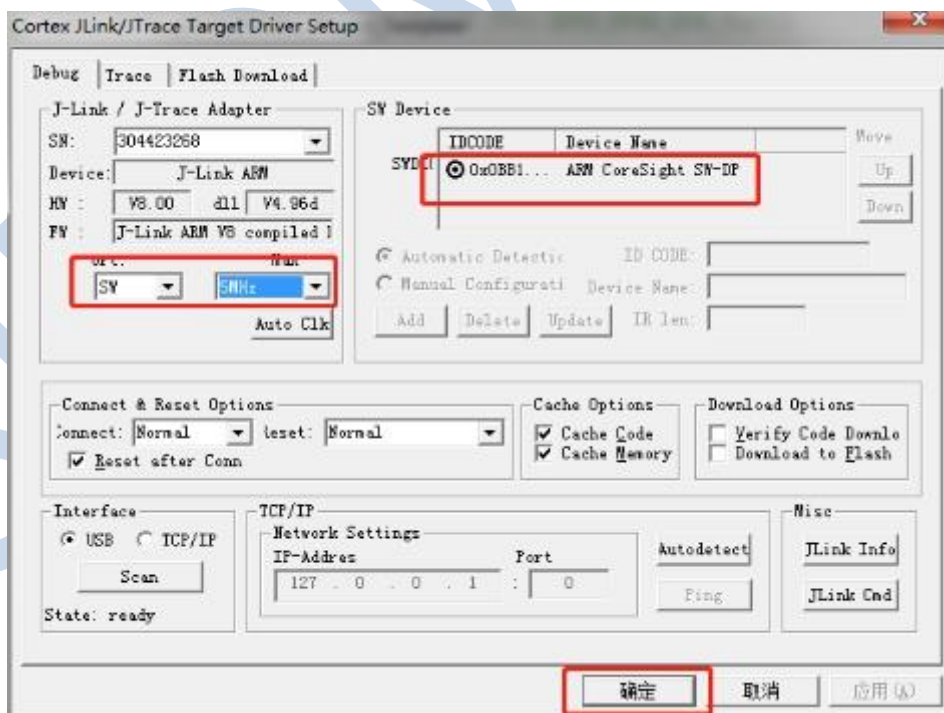 Cortex JLink/JTrace Target Driver Setup
Debug Trace Flash Download
J-Link / J-Trace Adapter
SN: 304423268
Device: J-Link ARM
HW : V8.00 dll V4.96d
FW : J-Link ARM V8 compiled
Max
SW 5MHz
Auto Clk
SW Device
IDCODE Device Name
0x0BB1... ARM CoreSight SW-DP
Move
Up
Down
Automatic Detectic ID CODE:
Manual Configurati Device Name:
Add Delete Update IR len:
Connect & Reset Options
Connect: Normal Reset: Normal
Reset after Conn
Cache Options
Cache Code
Cache Memory
Download Options
Verify Code Downlo
Download to Flash
Interface
USB TCP/IP
Scan
State: ready
TCP/IP
Network Settings
IP-Addres Port
127 . 0 . 0 . 1 : 0
Autodetect
Ping
Misc
JLink Info
JLink Cmd
确定 取消 应用(A)